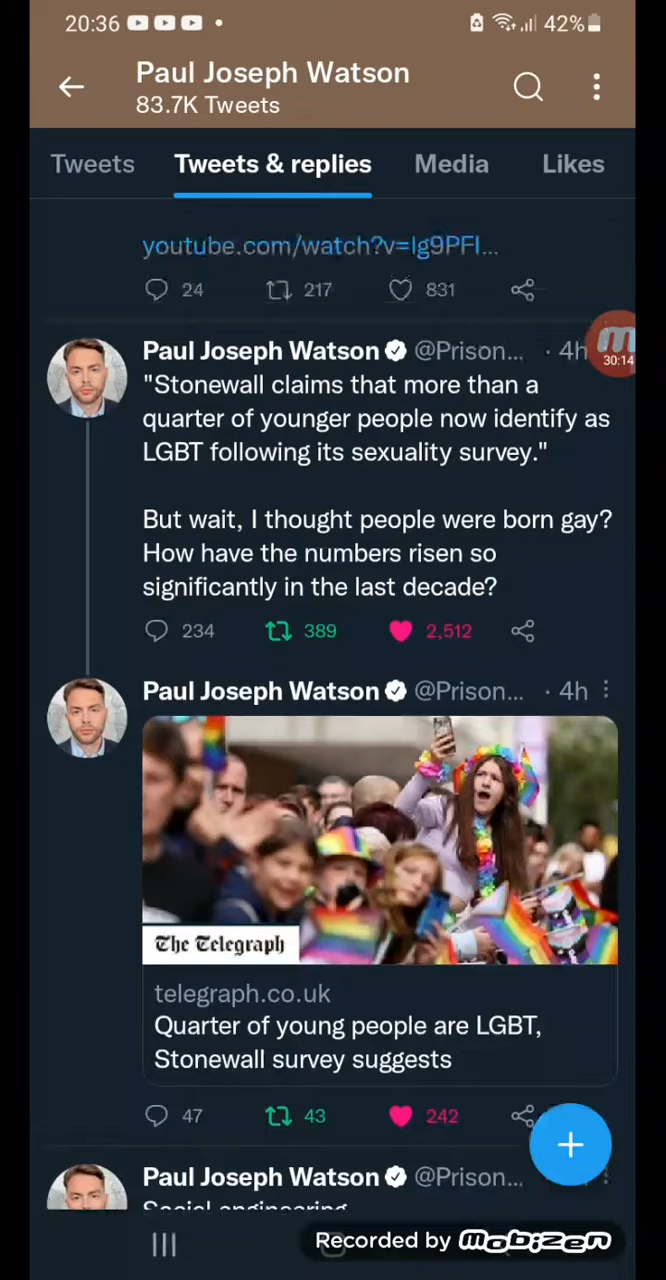 20:36
42%
Paul Joseph Watson
83.7K Tweets
Tweets
Tweets & replies
Media
Likes
youtube.com/watch?v=lg9PFI...
24
217
831
Paul Joseph Watson @Prison... · 4h
30:14
"Stonewall claims that more than a
quarter of younger people now identify as
LGBT following its sexuality survey."
But wait, I thought people were born gay?
How have the numbers risen so
significantly in the last decade?
234
389
2,512
Paul Joseph Watson @Prison... · 4h
The Telegraph
telegraph.co.uk
Quarter of young people are LGBT,
Stonewall survey suggests
47
43
242
Paul Joseph Watson @Prison...
Social engineering
Recorded by mobizen